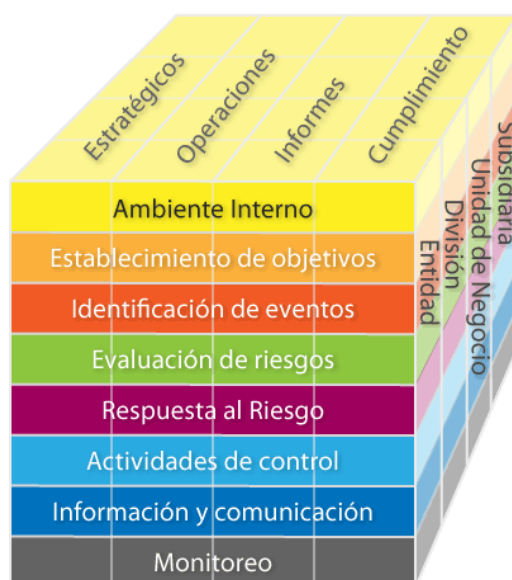 Estratégicos
Operaciones
Informes
Cumplimiento
Ambiente Interno
Establecimiento de objetivos
Identificación de eventos
Evaluación de riesgos
Respuesta al Riesgo
Actividades de control
Información y comunicación
Monitoreo
Entidad
División
Unidad de Negocio
Subsidiaria